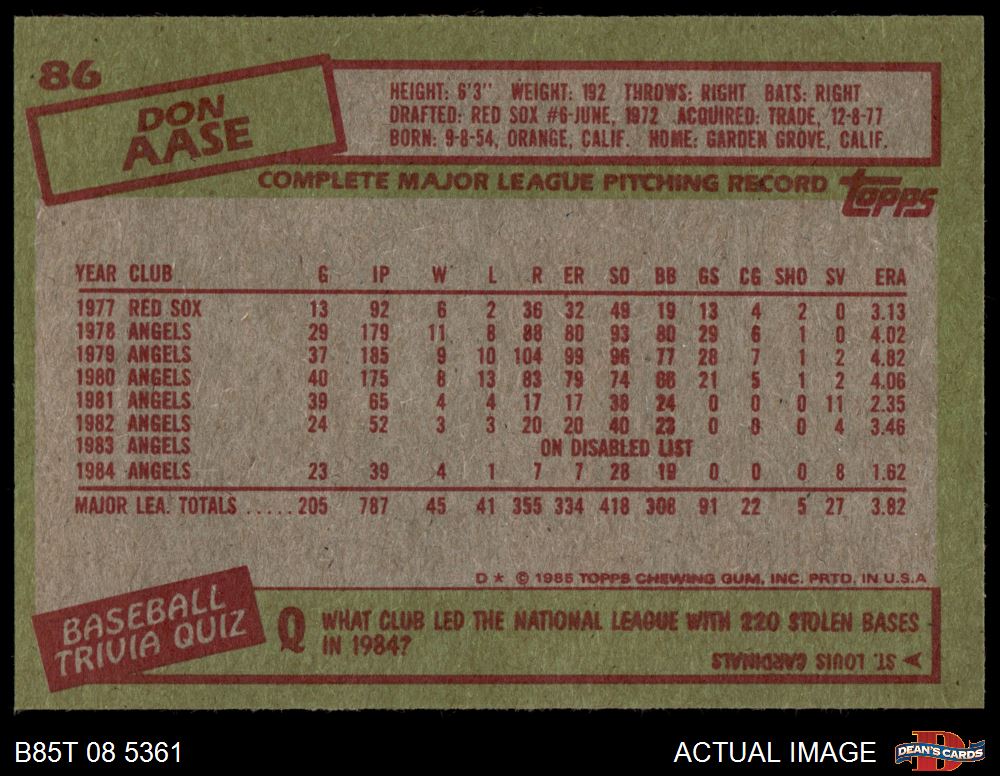 86
DON
AASE
HEIGHT: 6'3" WEIGHT: 192 THROWS: RIGHT BATS: RIGHT
DRAFTED: RED SOX #6-JUNE, 1972 ACQUIRED: TRADE, 12-8-77
BORN: 9-8-54, ORANGE, CALIF. HOME: GARDEN GROVE, CALIF.
COMPLETE MAJOR LEAGUE PITCHING RECORD
topps
YEAR CLUB G IP W L R ER SO BB GS CG SHO SV ERA
1977 RED SOX 13 92 6 2 36 32 49 19 13 4 2 0 3.13
1978 ANGELS 29 179 11 8 88 80 93 80 29 6 1 0 4.02
1979 ANGELS 37 185 9 10 104 99 96 77 28 7 1 2 4.82
1980 ANGELS 40 175 8 13 83 79 74 66 21 5 1 2 4.06
1981 ANGELS 39 65 4 4 17 17 38 24 0 0 0 11 2.35
1982 ANGELS 24 52 3 3 20 20 40 23 0 0 0 4 3.46
1983 ANGELS ON DISABLED LIST
1984 ANGELS 23 39 4 1 7 7 28 19 0 0 0 8 1.62
MAJOR LEA. TOTALS ..... 205 787 45 41 355 334 418 308 91 22 5 27 3.82
D * © 1985 TOPPS CHEWING GUM, INC. PRTD. IN U.S.A
BASEBALL
TRIVIA QUIZ
Q WHAT CLUB LED THE NATIONAL LEAGUE WITH 220 STOLEN BASES
IN 1984?
A ST. LOUIS CARDINALS
B85T 08 5361
ACTUAL IMAGE
DEAN'S CARDS